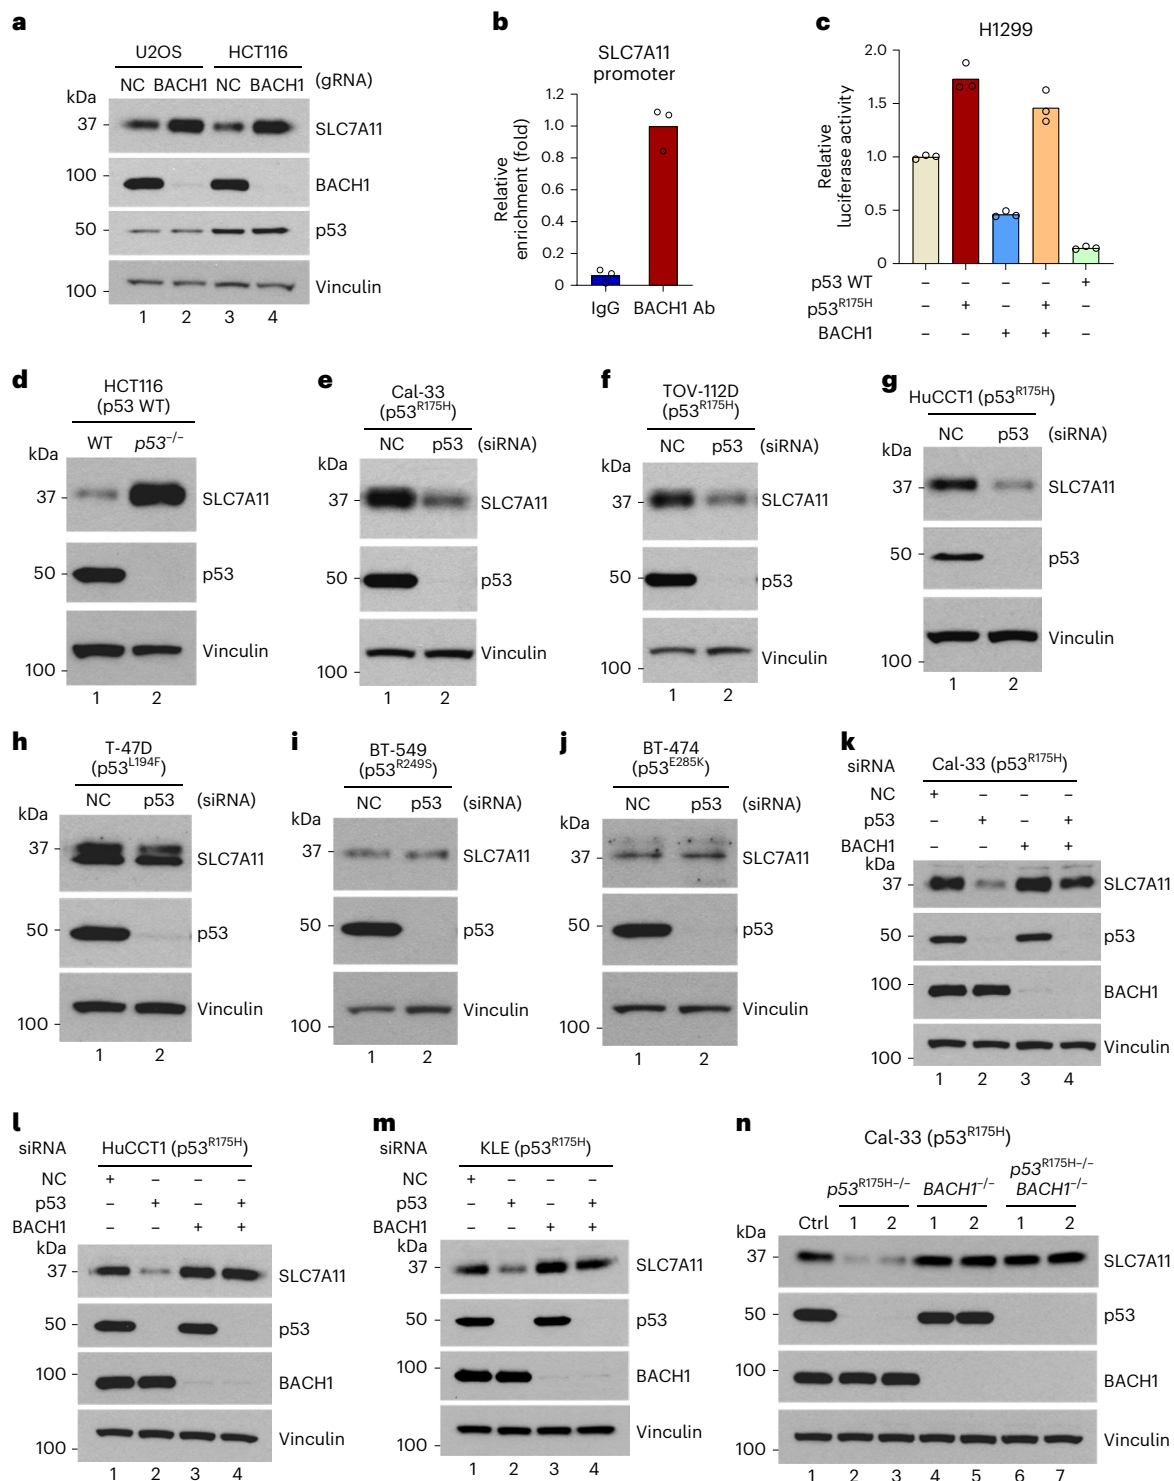 a
U2OS HCT116
NC BACH1 NC BACH1 (gRNA)
kDa
37 SLC7A11
100 BACH1
50 p53
100 Vinculin
1 2 3 4
b
SLC7A11
promoter
Relative
enrichment (fold)
1.2
1.0
0.8
0.6
0.4
0.2
0
IgG BACH1 Ab
c
H1299
Relative
luciferase activity
2.0
1.5
1.0
0.5
0
p53 WT – – – – +
p53R175H – + – + –
BACH1 – – + + –
d
HCT116
(p53 WT)
WT p53–/–
kDa
37 SLC7A11
50 p53
Vinculin
100
1 2
e
Cal-33
(p53R175H)
NC p53 (siRNA)
kDa
37 SLC7A11
50 p53
Vinculin
100
1 2
f
TOV-112D
(p53R175H)
NC p53 (siRNA)
kDa
37 SLC7A11
50 p53
Vinculin
100
1 2
g
HuCCT1 (p53R175H)
NC p53 (siRNA)
kDa
37 SLC7A11
50 p53
Vinculin
100
1 2
h
T-47D
(p53L194F)
NC p53 (siRNA)
kDa
37 SLC7A11
50 p53
Vinculin
100
1 2
i
BT-549
(p53R249S)
NC p53 (siRNA)
kDa
37 SLC7A11
50 p53
Vinculin
100
1 2
j
BT-474
(p53E285K)
NC p53 (siRNA)
kDa
37 SLC7A11
50 p53
Vinculin
100
1 2
k
siRNA Cal-33 (p53R175H)
NC + – – –
p53 – + – +
BACH1 – – + +
kDa
37 SLC7A11
50 p53
100 BACH1
Vinculin
100
1 2 3 4
l
siRNA HuCCT1 (p53R175H)
NC + – – –
p53 – + – +
BACH1 – – + +
kDa
37 SLC7A11
50 p53
100 BACH1
Vinculin
100
1 2 3 4
m
siRNA KLE (p53R175H)
NC + – – –
p53 – + – +
BACH1 – – + +
kDa
37 SLC7A11
50 p53
100 BACH1
Vinculin
100
1 2 3 4
n
Cal-33 (p53R175H)
p53R175H–/– BACH1–/– p53R175H–/–
BACH1–/–
Ctrl 1 2 1 2 1 2
kDa
37 SLC7A11
50 p53
100 BACH1
Vinculin
100
1 2 3 4 5 6 7